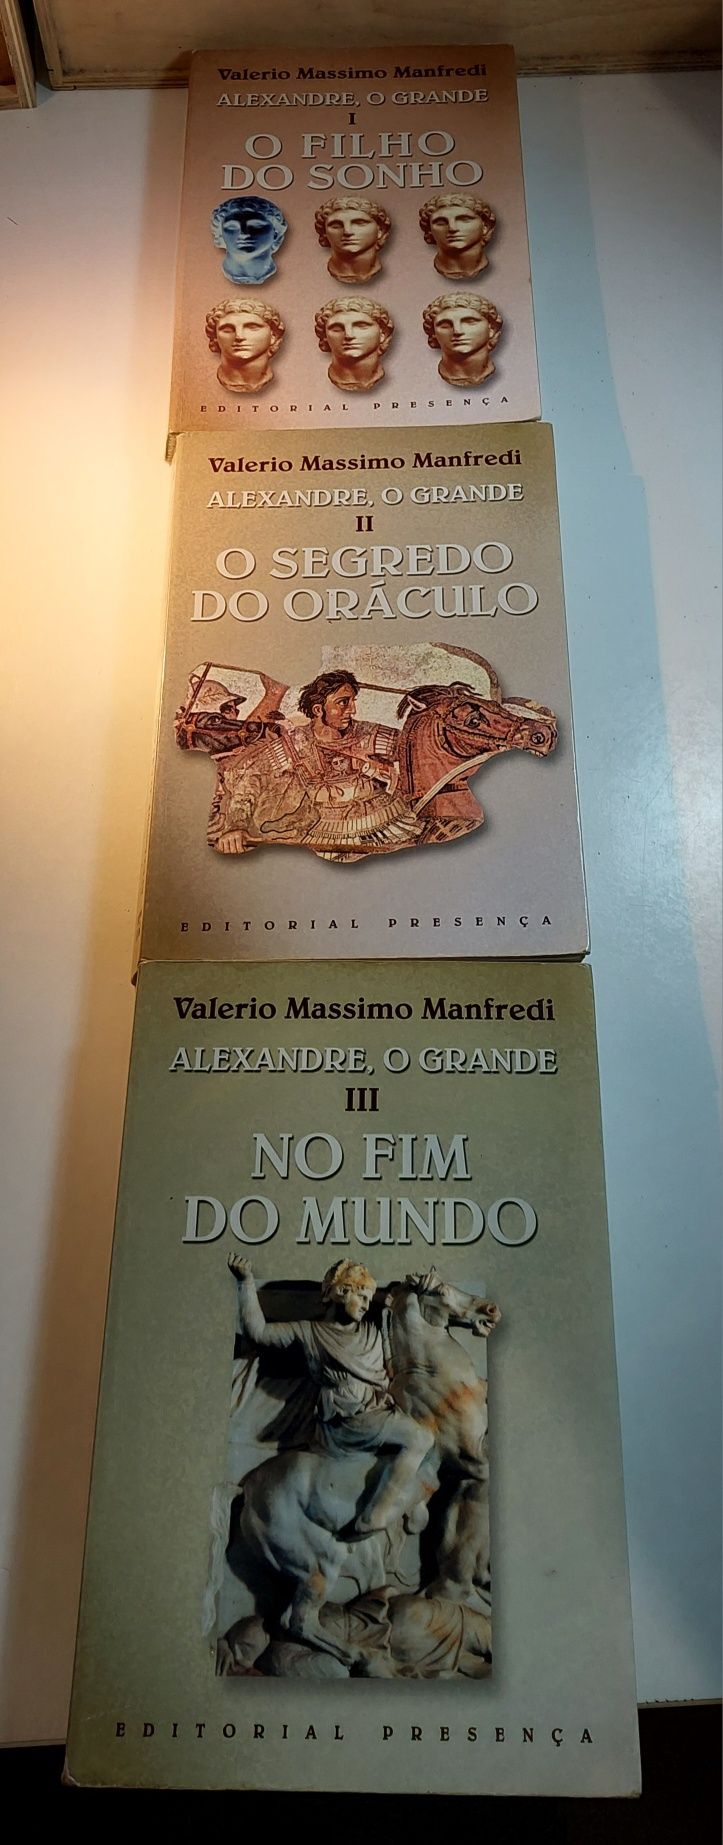 Valerio Massimo Manfredi
ALEXANDRE, O GRANDE
I
O FILHO
DO SONHO
EDITORIAL PRESENÇA
Valerio Massimo Manfredi
ALEXANDRE, O GRANDE
II
O SEGREDO
DO ORÁCULO
EDITORIAL PRESENÇA
Valerio Massimo Manfredi
ALEXANDRE, O GRANDE
III
NO FIM
DO MUNDO
EDITORIAL PRESENÇA